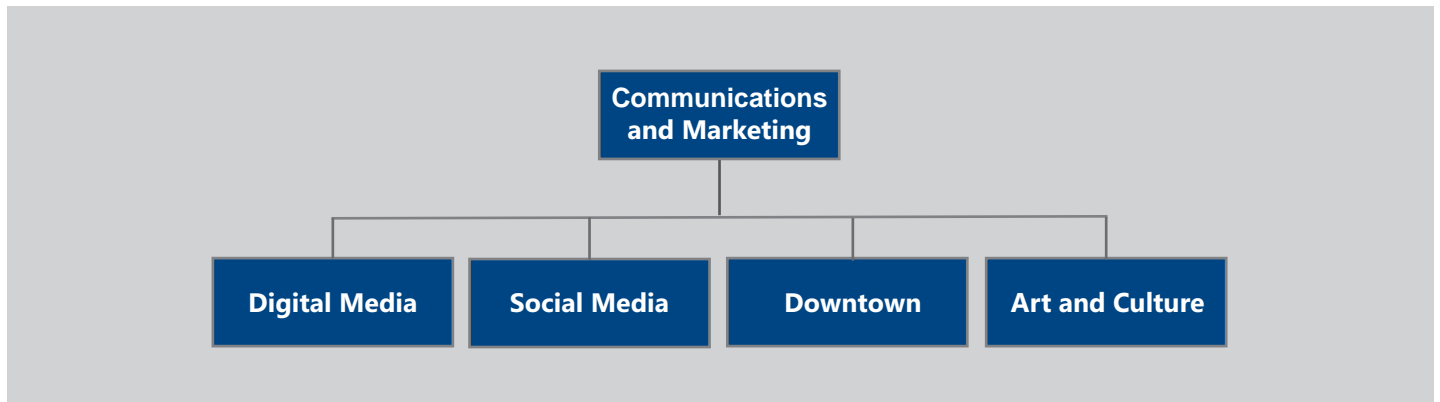 Communications
and Marketing
Digital Media
Social Media
Downtown
Art and Culture